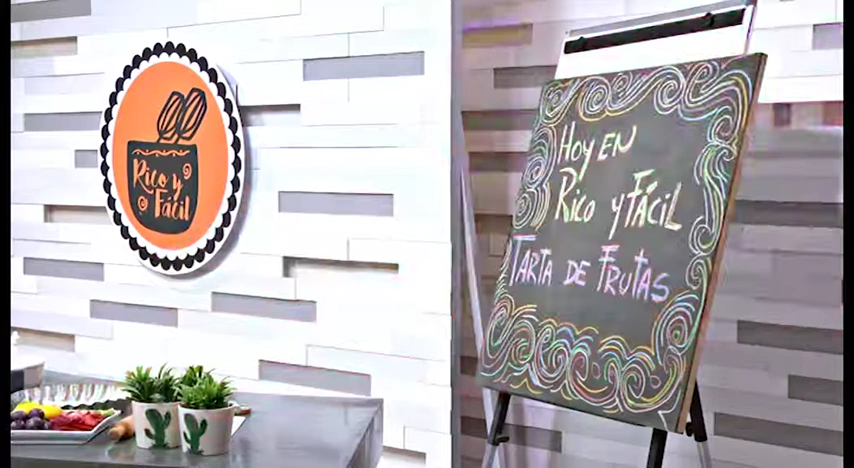 Rico y
Fácil
Hoy en
Rico y Fácil
Tarta de Frutas